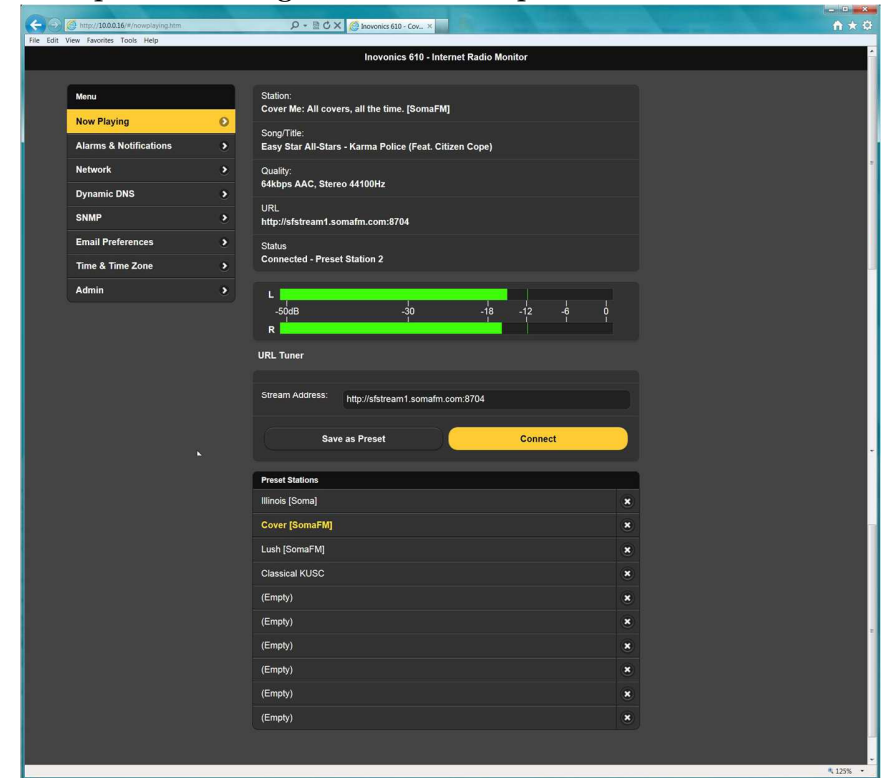 http://10.0.0.16/#/nowplaying.htm
Inovonics 610 - Cov...
File Edit View Favorites Tools Help
Inovonics 610 - Internet Radio Monitor
Menu
Now Playing
Alarms & Notifications
Network
Dynamic DNS
SNMP
Email Preferences
Time & Time Zone
Admin
Station:
Cover Me: All covers, all the time. [SomaFM]
Song/Title:
Easy Star All-Stars - Karma Police (Feat. Citizen Cope)
Quality:
64kbps AAC, Stereo 44100Hz
URL
http://sfstream1.somafm.com:8704
Status
Connected - Preset Station 2
L
-50dB -30 -18 -12 -6 0
R
URL Tuner
Stream Address: http://sfstream1.somafm.com:8704
Save as Preset Connect
Preset Stations
Illinois [Soma]
Cover [SomaFM]
Lush [SomaFM]
Classical KUSC
(Empty)
(Empty)
(Empty)
(Empty)
(Empty)
(Empty)
125%